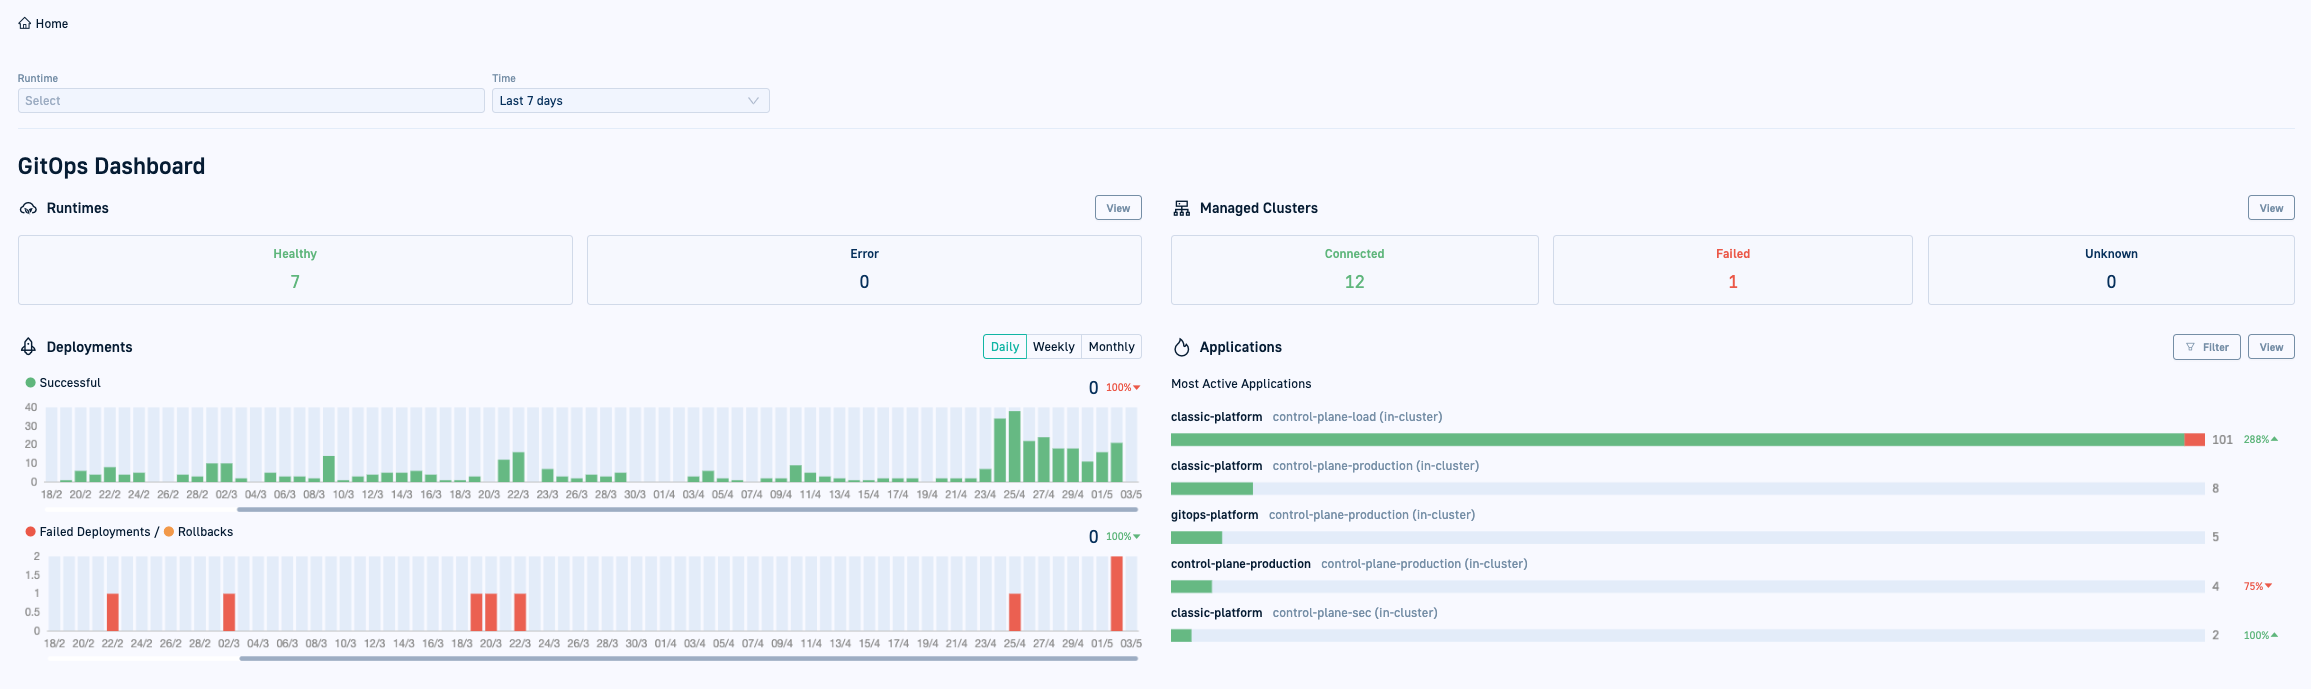 Home
Runtime
Time
Select
Last 7 days
GitOps Dashboard
Runtimes
View
Healthy
7
Error
0
Managed Clusters
View
Connected
12
Failed
1
Unknown
0
Deployments
Daily Weekly Monthly
Successful
0 100%
40
30
20
10
0
18/2 20/2 22/2 24/2 26/2 28/2 02/3 04/3 06/3 08/3 10/3 12/3 14/3 16/3 18/3 20/3 22/3 23/3 26/3 28/3 30/3 01/4 03/4 05/4 07/4 09/4 11/4 13/4 15/4 17/4 19/4 21/4 23/4 25/4 27/4 29/4 01/5 03/5
Failed Deployments / Rollbacks
0 100%
2
1.5
1
0.5
0
18/2 20/2 22/2 24/2 26/2 28/2 02/3 04/3 06/3 08/3 10/3 12/3 14/3 16/3 18/3 20/3 22/3 24/3 26/3 28/3 30/3 01/4 03/4 05/4 07/4 09/4 11/4 13/4 15/4 17/4 19/4 21/4 23/4 25/4 27/4 29/4 01/5 03/5
Applications
Filter
View
Most Active Applications
classic-platform control-plane-load (in-cluster)
101 288%
classic-platform control-plane-production (in-cluster)
8
gitops-platform control-plane-production (in-cluster)
5
control-plane-production control-plane-production (in-cluster)
4 75%
classic-platform control-plane-sec (in-cluster)
2 100%